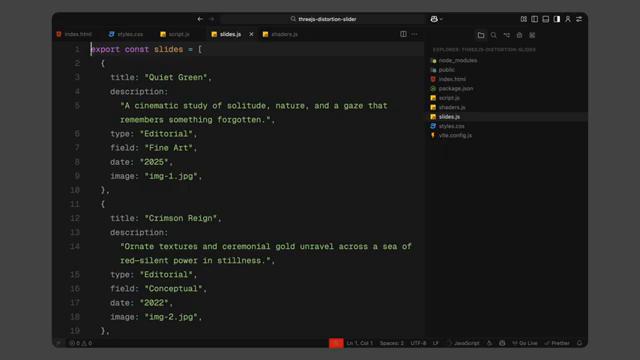 threejs-distortion-slider
index.html
styles.css
script.js
slides.js
shaders.js
1 export const slides = [
2 {
3 title: "Quiet Green",
4 description:
5 "A cinematic study of solitude, nature, and a gaze that
remembers something forgotten.",
6 type: "Editorial",
7 field: "Fine Art",
8 date: "2025",
9 image: "img-1.jpg",
10 },
11 {
12 title: "Crimson Reign",
13 description:
14 "Ornate textures and ceremonial gold unravel across a sea of
red-silent power in stillness.",
15 type: "Editorial",
16 field: "Conceptual",
17 date: "2022",
18 image: "img-2.jpg",
19 },
EXPLORER: THREEJS-DISTORTION-SLIDER
node_modules
public
index.html
package.json
script.js
shaders.js
slides.js
styles.css
vite.config.js
0 0
Ln 1, Col 1
Spaces: 2
UTF-8
LF
JavaScript
Go Live
Prettier